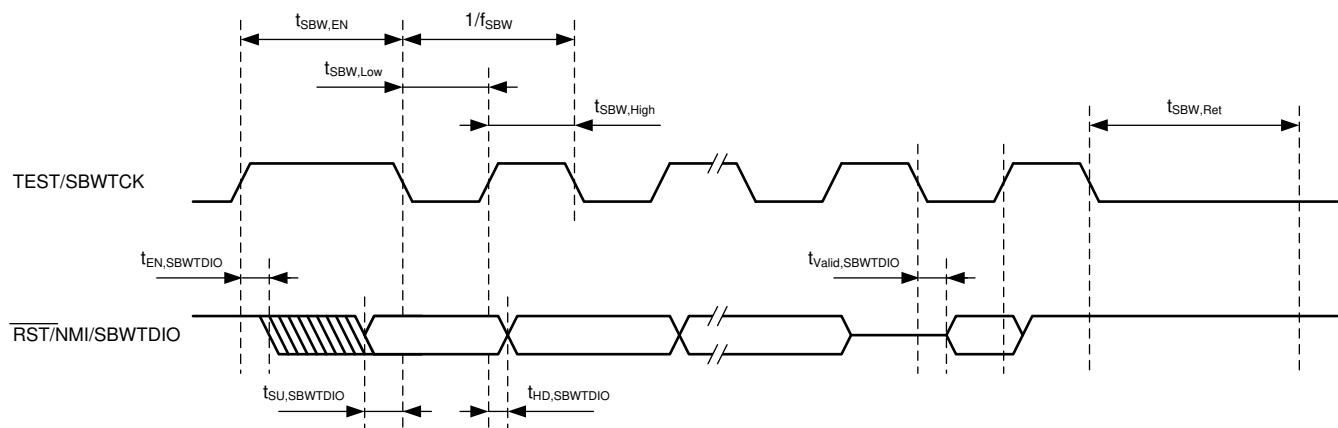 tSBW,EN
1/fSBW
tSBW,Low
tSBW,High
tSBW,Ret
TEST/SBWTCK
tEN,SBWTDIO
tValid,SBWTDIO
RST/NMI/SBWTDIO
tSU,SBWTDIO
tHD,SBWTDIO